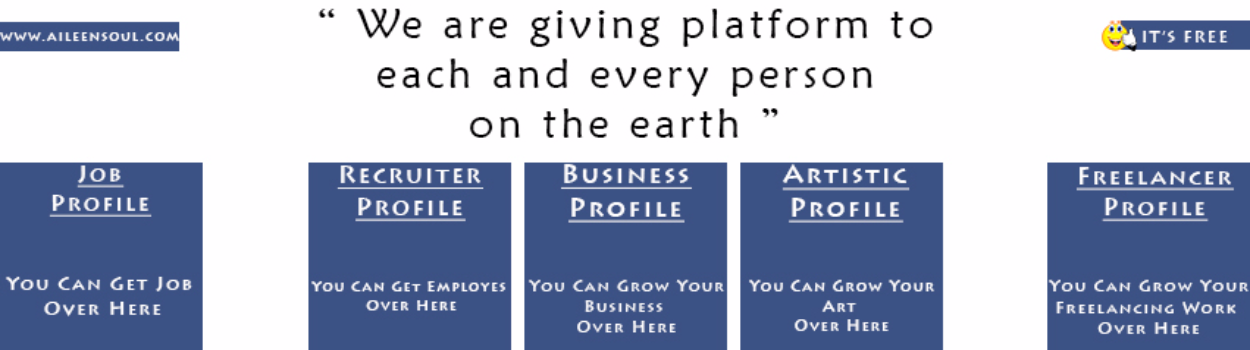 WWW.AILEENSOUL.COM
“ We are giving platform to
each and every person
on the earth ”
IT'S FREE
JOB
PROFILE
YOU CAN GET JOB
OVER HERE
RECRUITER
PROFILE
YOU CAN GET EMPLOYES
OVER HERE
BUSINESS
PROFILE
YOU CAN GROW YOUR
BUSINESS
OVER HERE
ARTISTIC
PROFILE
YOU CAN GROW YOUR
ART
OVER HERE
FREELANCER
PROFILE
YOU CAN GROW YOUR
FREELANCING WORK
OVER HERE